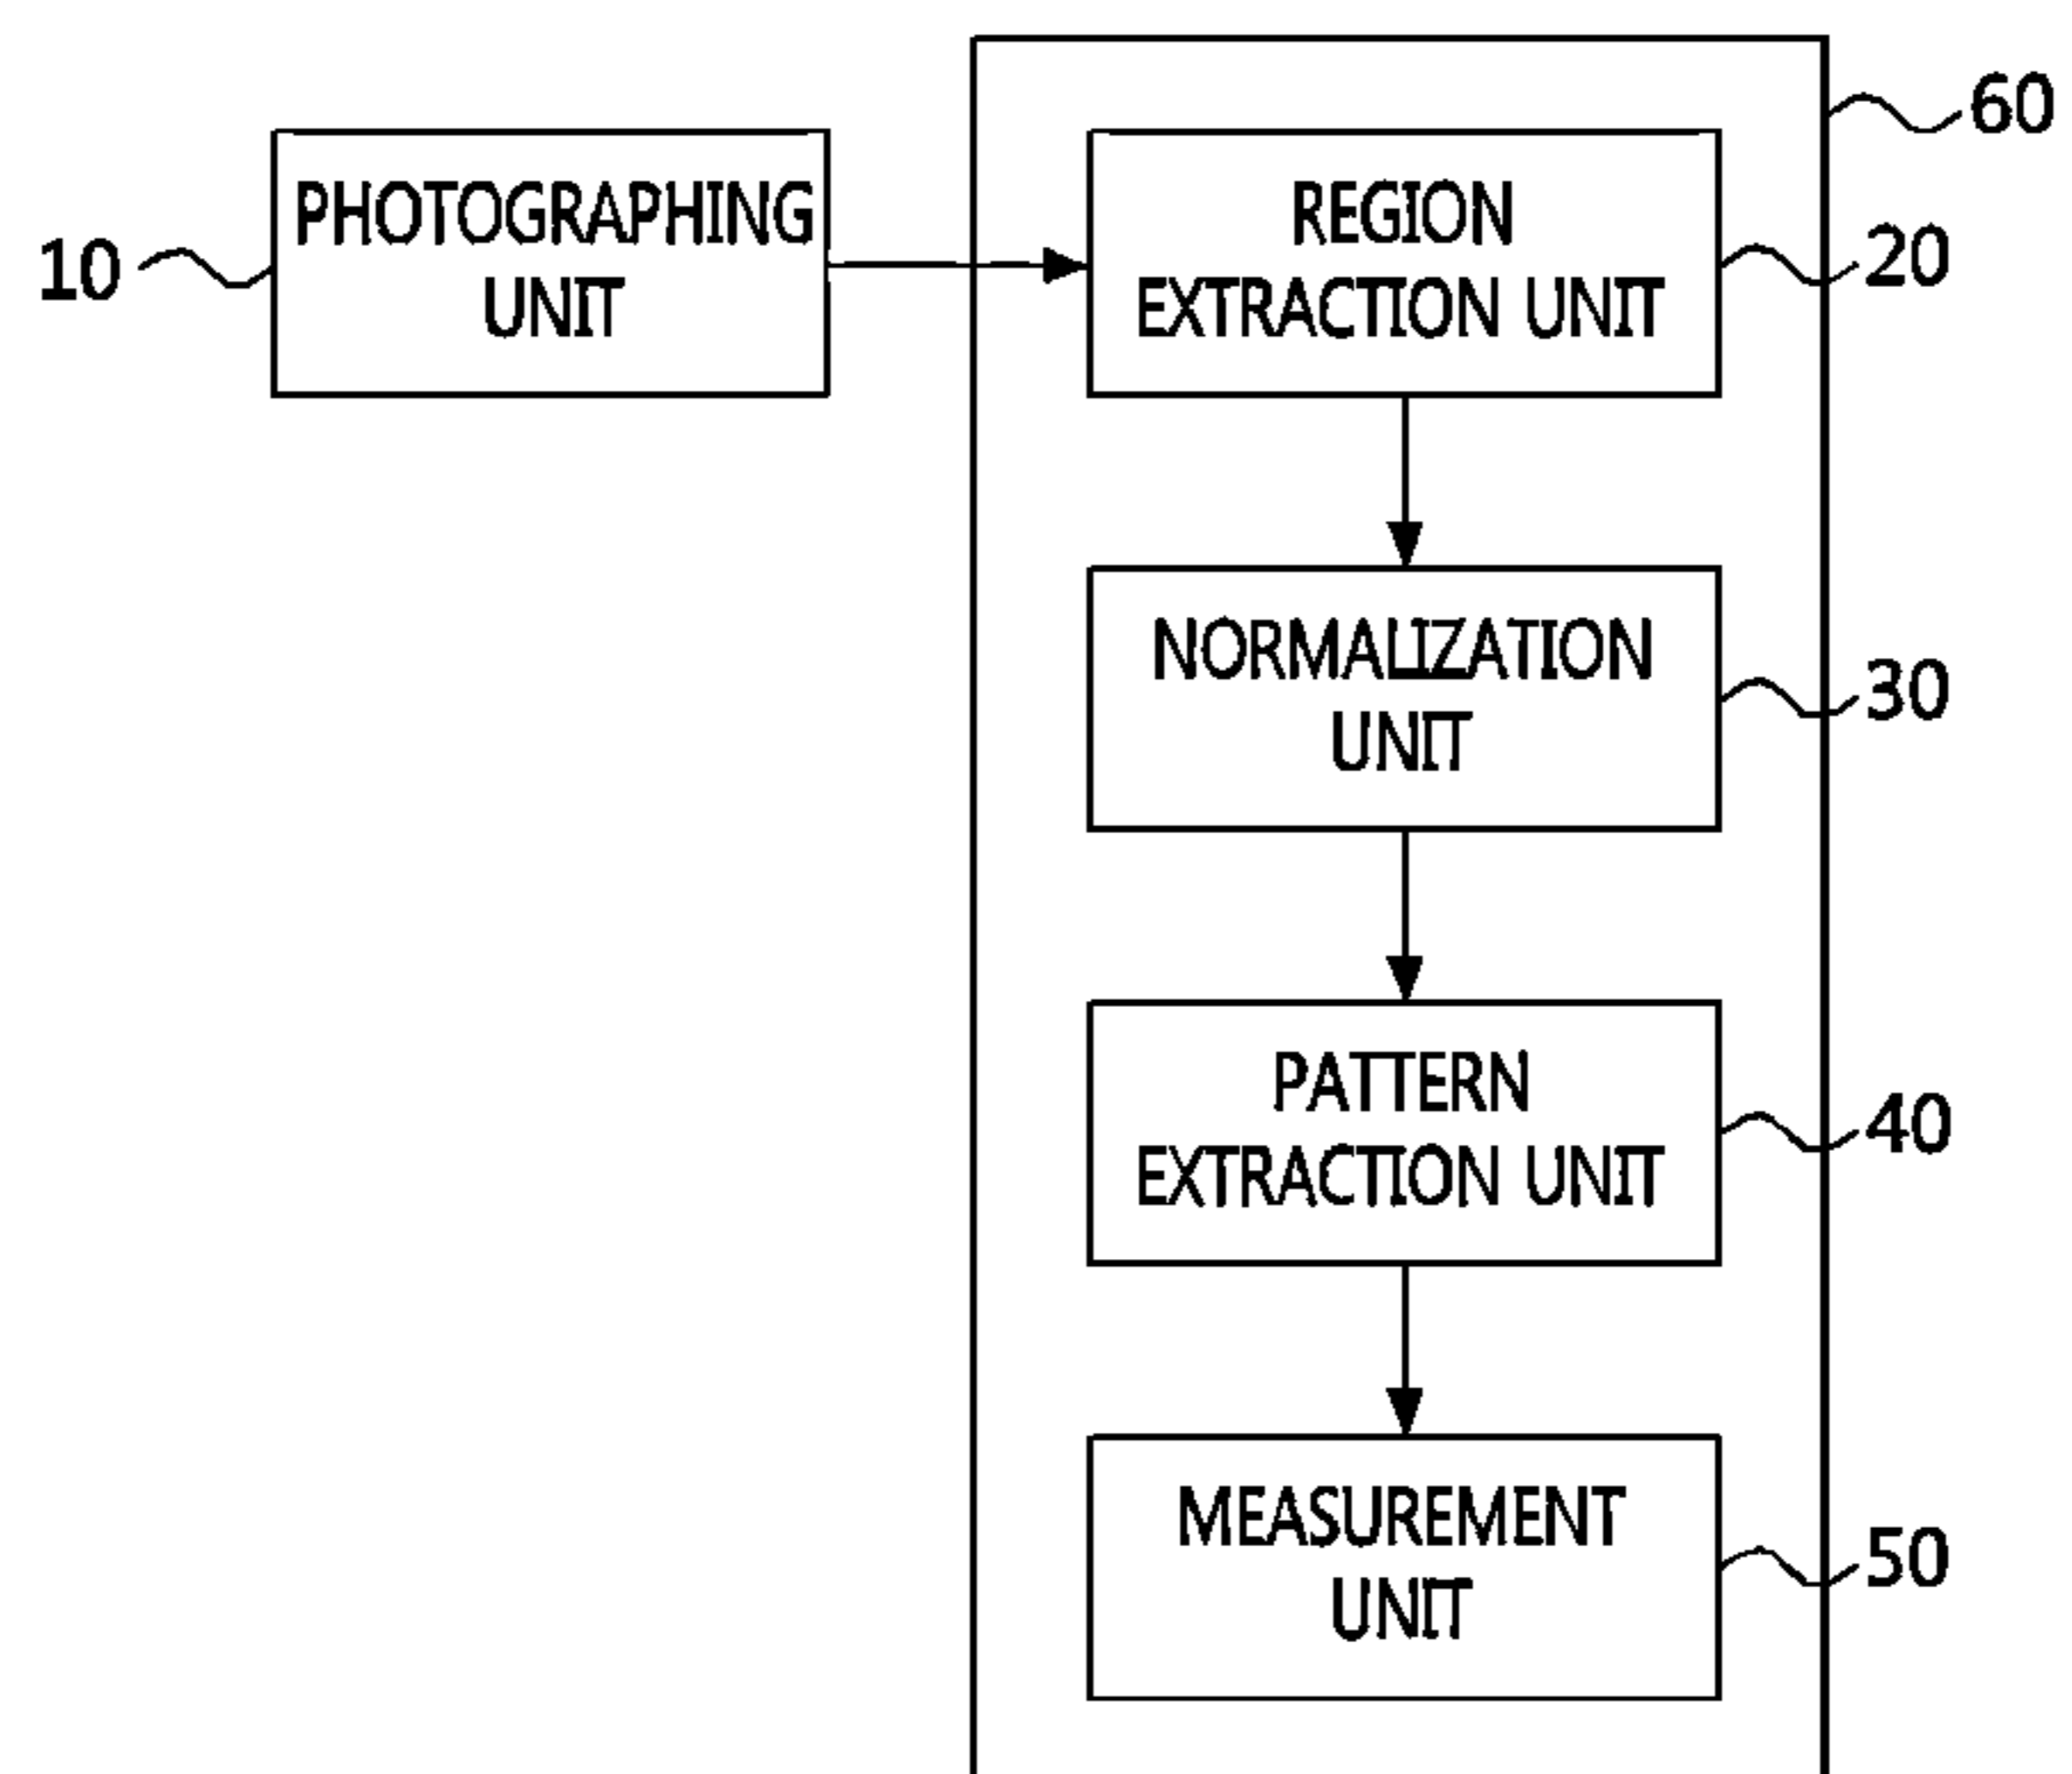 60
10
PHOTOGRAPHING
UNIT
REGION
EXTRACTION UNIT
20
NORMALIZATION
UNIT
30
PATTERN
EXTRACTION UNIT
40
MEASUREMENT
UNIT
50